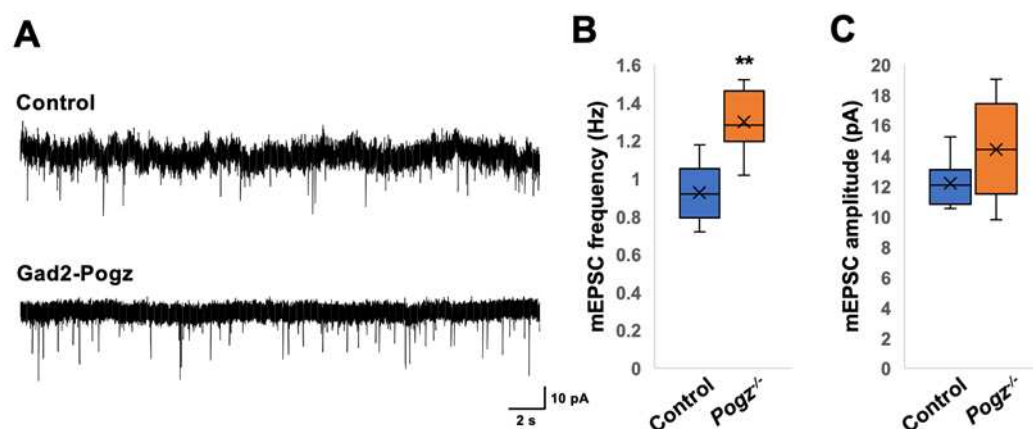 A
Control
Gad2-Pogz
10 pA
2 s
B
mEPSC frequency (Hz)
1.6
1.4
1.2
1
0.8
0.6
0.4
0.2
0
**
Control
Pogz-/-
C
mEPSC amplitude (pA)
20
18
16
14
12
10
8
6
4
2
0
Control
Pogz-/-